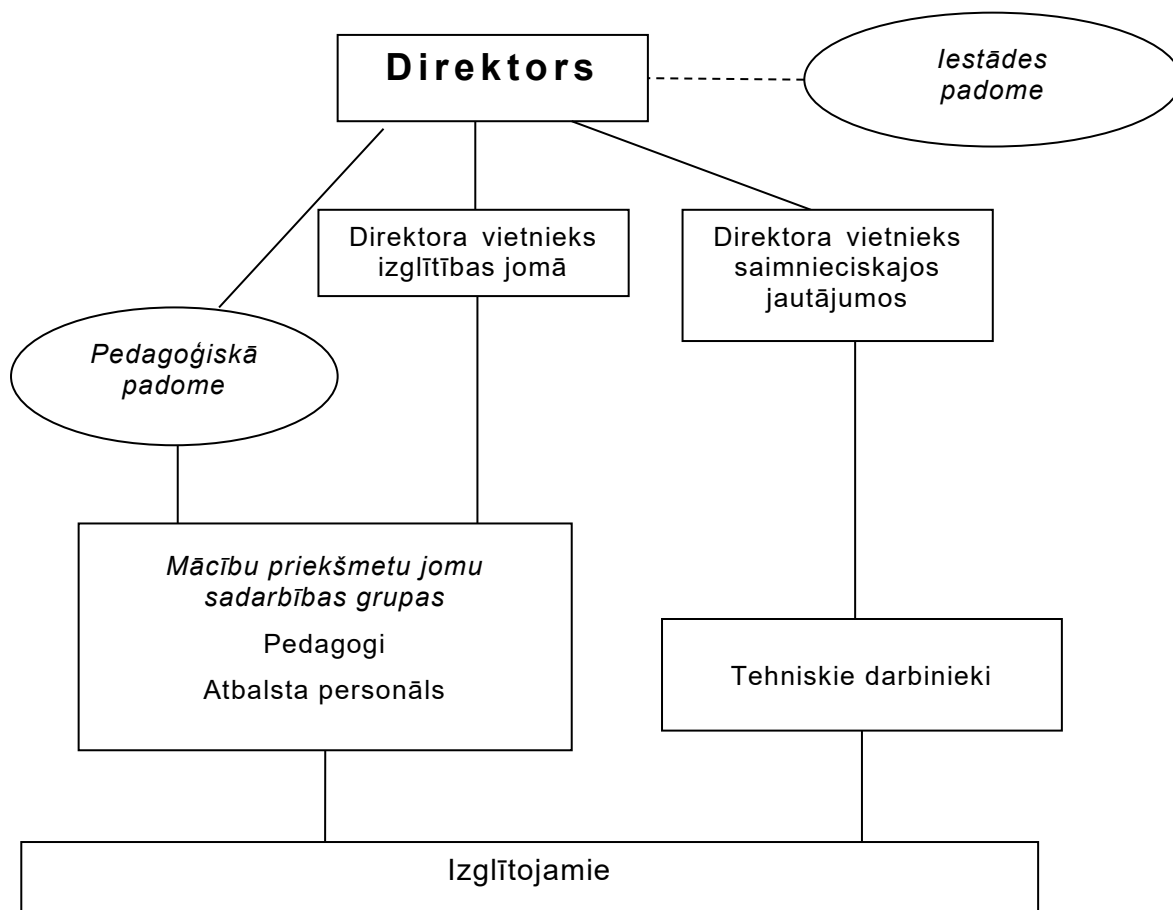 Direktors
Iestādes
padome
Direktora vietnieks
izglītības jomā
Direktora vietnieks
saimnieciskajos
jautājumos
Pedagoģiskā
padome
Mācību priekšmetu jomu
sadarbības grupas
Pedagogi
Atbalsta personāls
Tehniskie darbinieki
Izglītojamie